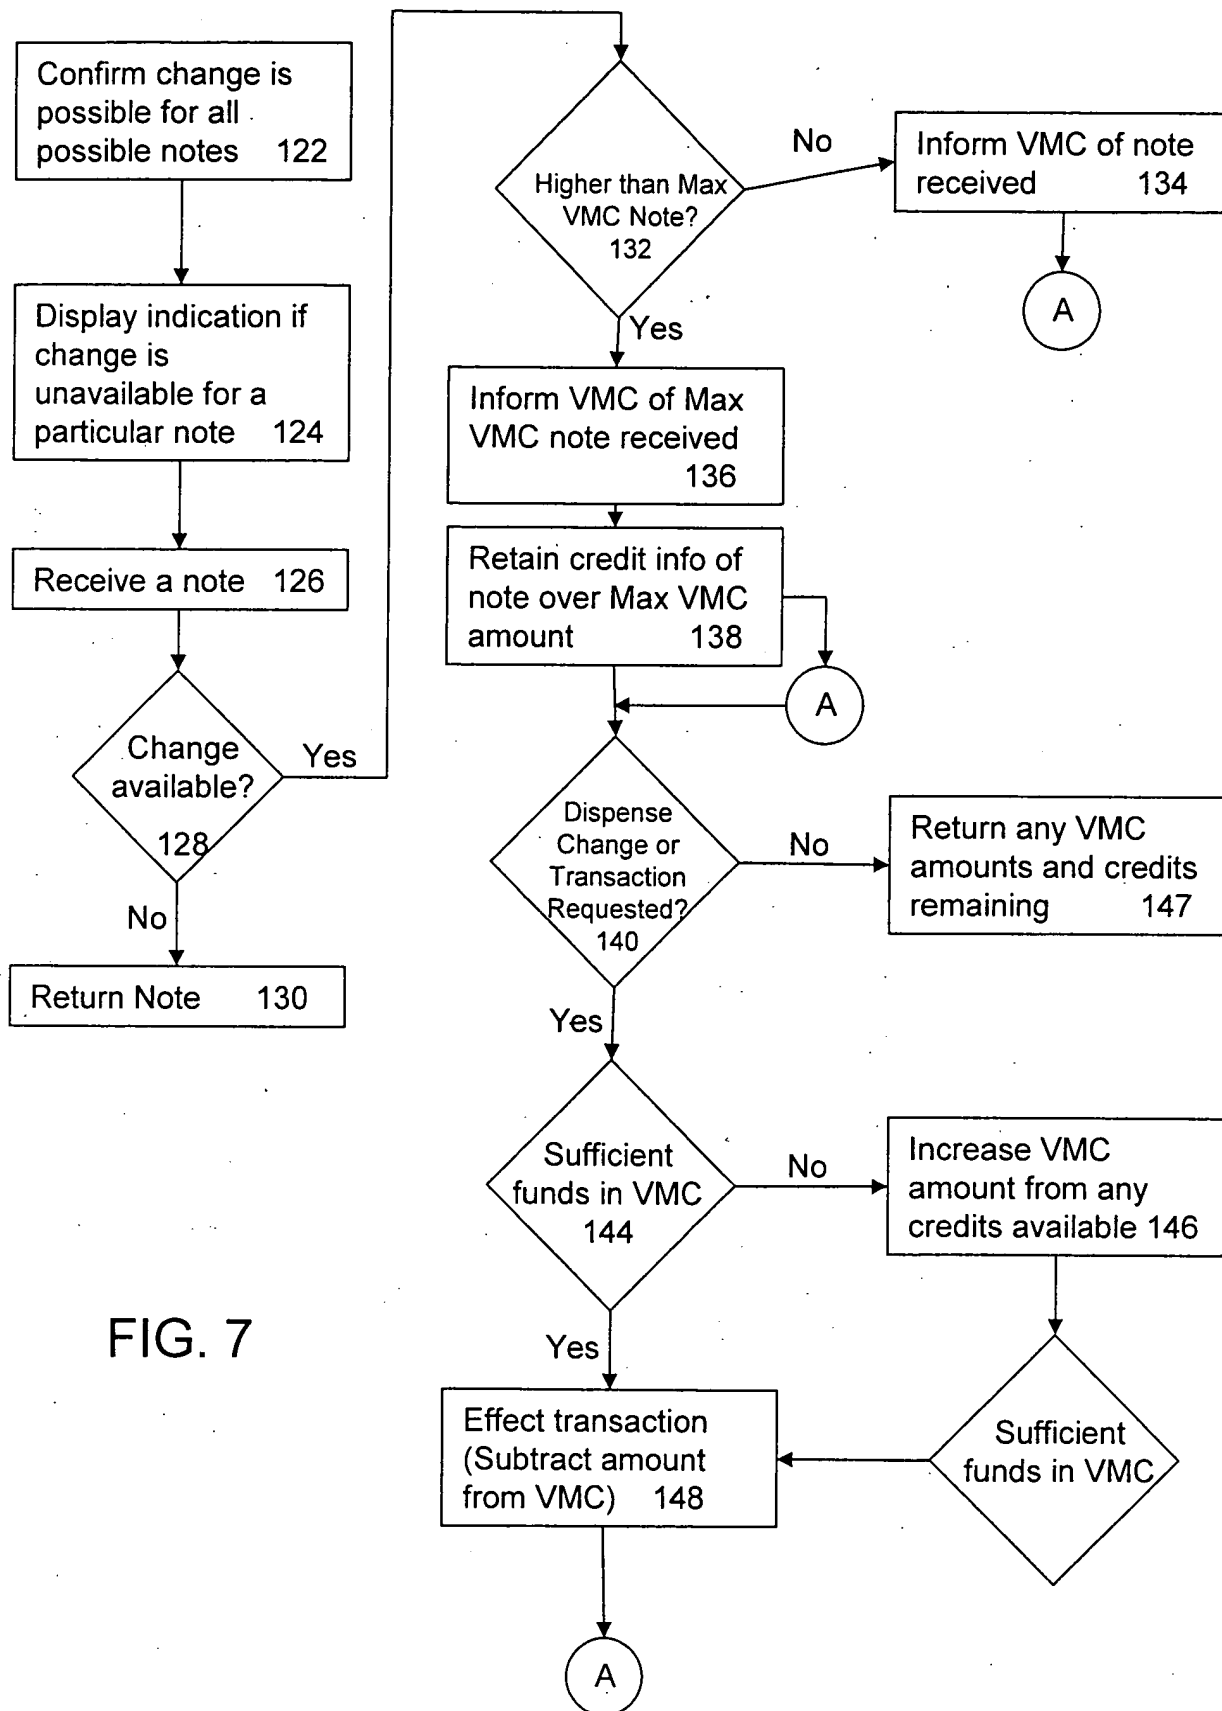 Confirm change is
possible for all
possible notes 122
Display indication if
change is
unavailable for a
particular note 124
Receive a note 126
Change
available?
128
Yes
No
Return Note 130
Higher than Max
VMC Note?
132
No
Inform VMC of note
received 134
A
Yes
Inform VMC of Max
VMC note received
136
Retain credit info of
note over Max VMC
amount 138
A
Dispense
Change or
Transaction
Requested?
140
No
Return any VMC
amounts and credits
remaining 147
Yes
Sufficient
funds in VMC
144
No
Increase VMC
amount from any
credits available 146
Yes
Sufficient
funds in VMC
Effect transaction
(Subtract amount
from VMC) 148
A
FIG. 7